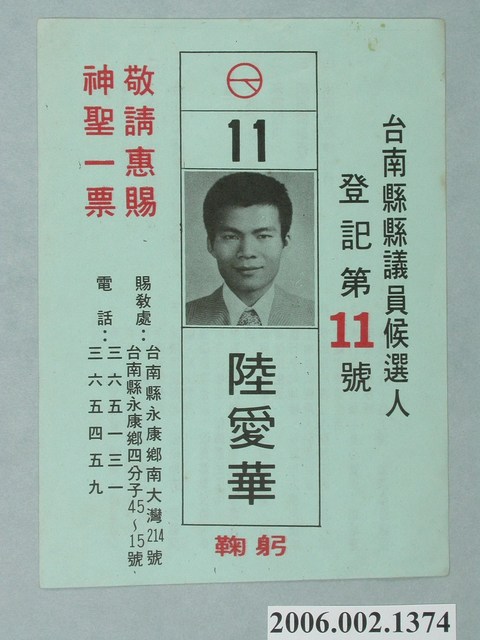 台南縣縣議員候選人
登記第11號
11
陸愛華
鞠躬
敬請惠賜
神聖一票
賜教處：台南縣永康鄉南大灣214號
台南縣永康鄉四分子45～15號
電話：三六五一三一
三六五四五九
2006.002.1374